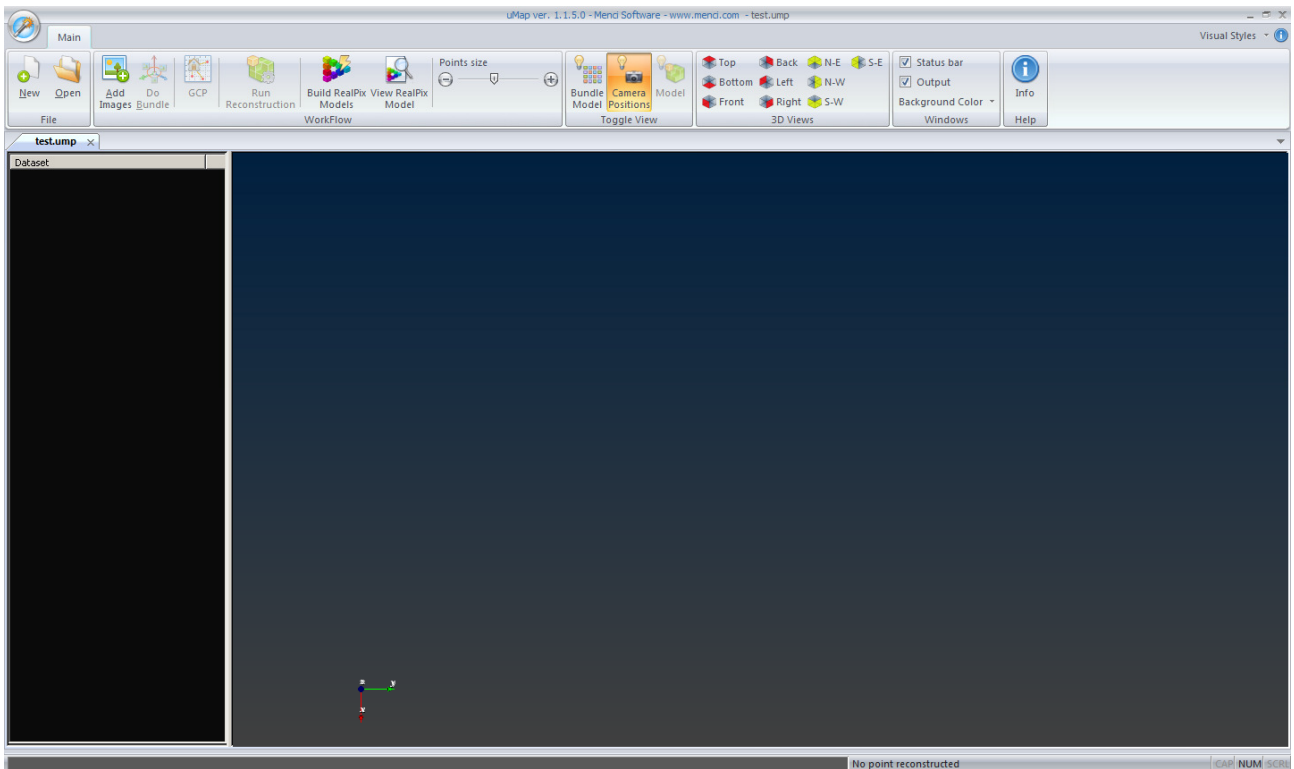 uMap ver. 1.1.5.0 - Menci Software - www.menci.com - test.ump
Main
Visual Styles
New
Open
Add Images
Do Bundle
GCP
Run Reconstruction
Build RealPix Models
View RealPix Model
Points size
Bundle Model
Camera Positions
Model
Top
Back
N-E
S-E
Bottom
Left
N-W
Front
Right
S-W
Status bar
Output
Background Color
Info
File
WorkFlow
Toggle View
3D Views
Windows
Help
test.ump
Dataset
z
y
x
No point reconstructed
CAP NUM SCRL